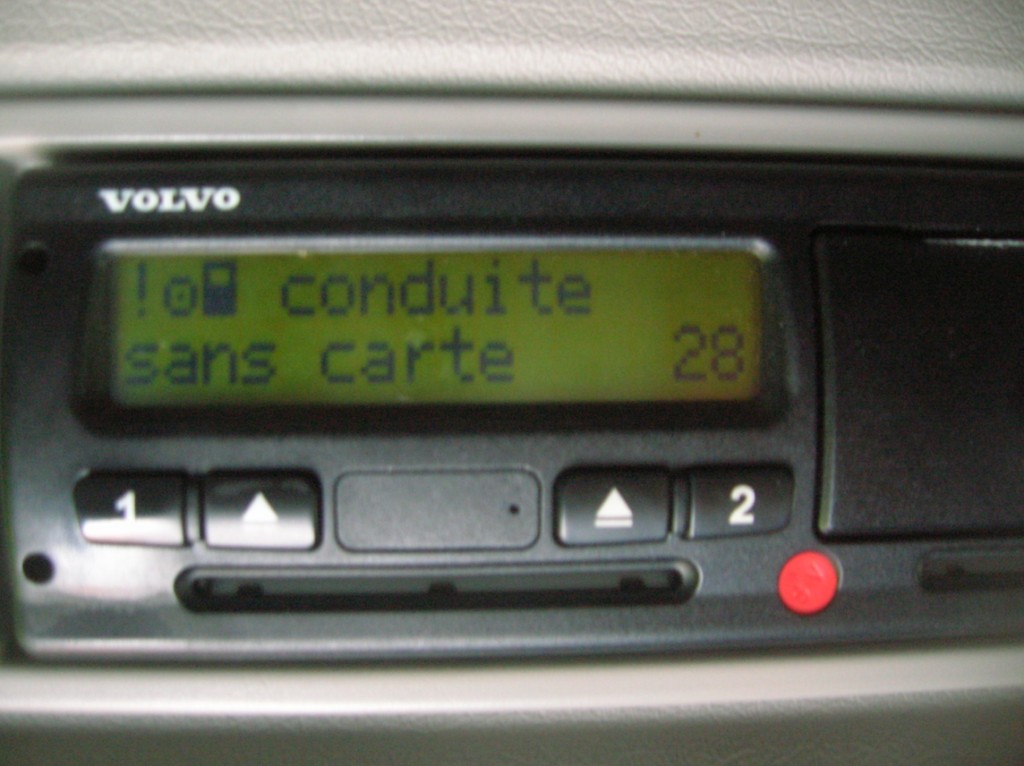 VOLVO
! conduite
sans carte 28
1 2